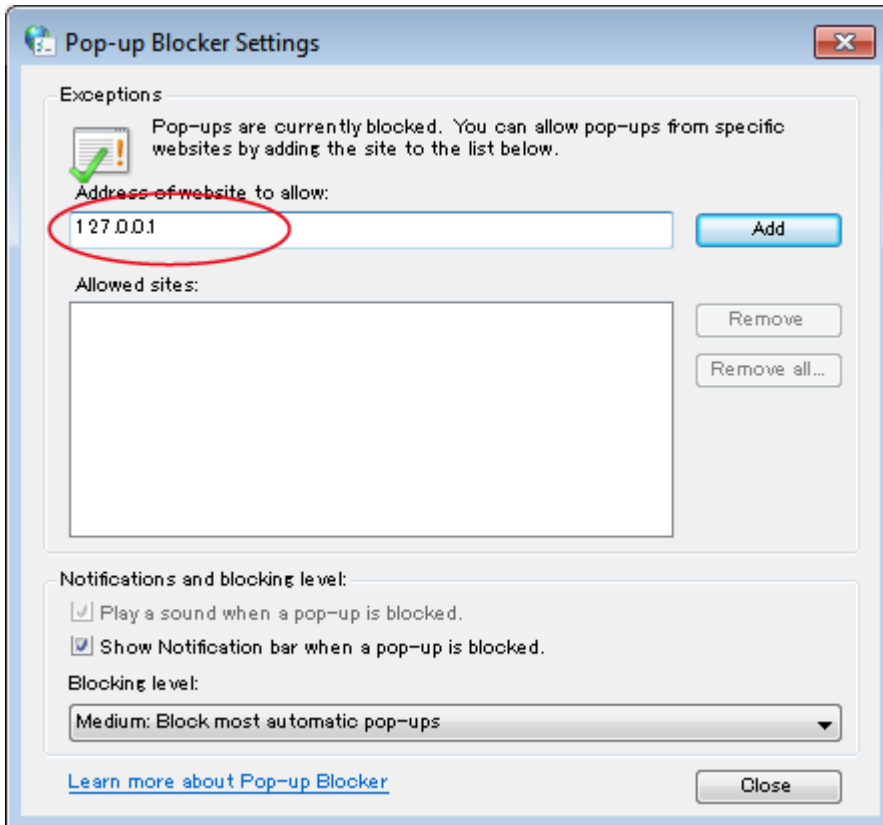 Pop-up Blocker Settings
Exceptions
Pop-ups are currently blocked. You can allow pop-ups from specific
websites by adding the site to the list below.
Address of website to allow:
127.0.0.1
Add
Allowed sites:
Remove
Remove all...
Notifications and blocking level:
Play a sound when a pop-up is blocked.
Show Notification bar when a pop-up is blocked.
Blocking level:
Medium: Block most automatic pop-ups
Learn more about Pop-up Blocker
Close